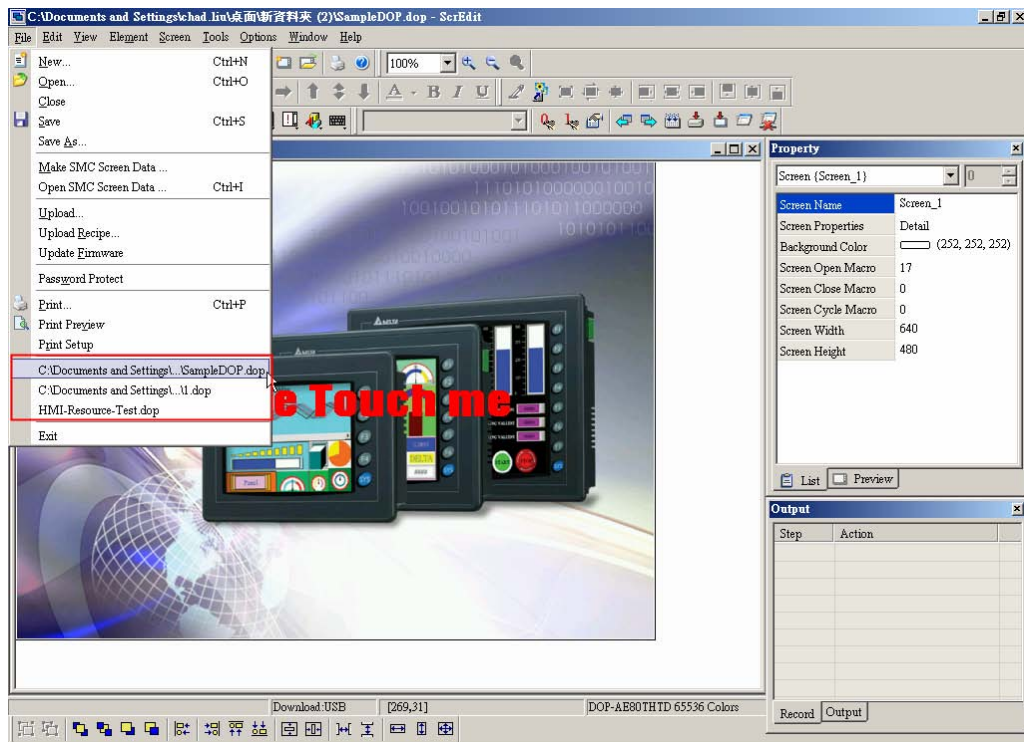 C:\Documents and Settings\chad.liu\桌面\新資料夾 (2)\SampleDOP.dop - ScrEdit
File Edit View Element Screen Tools Options Window Help
New... Ctrl+N
Open... Ctrl+O
Close
Save Ctrl+S
Save As...
Make SMC Screen Data ...
Open SMC Screen Data ... Ctrl+I
Upload...
Upload Recipe...
Update Firmware
Password Protect
Print... Ctrl+P
Print Preview
Print Setup
C:\Documents and Settings\...\SampleDOP.dop
C:\Documents and Settings\...\1.dop
HMI-Resource-Test.dop
Exit
100%
A B I U
e Touch me
DELTA
START
Property
Screen {Screen_1} 0
Screen Name Screen_1
Screen Properties Detail
Background Color (252, 252, 252)
Screen Open Macro 17
Screen Close Macro 0
Screen Cycle Macro 0
Screen Width 640
Screen Height 480
List Preview
Output
Step Action
Record Output
Download:USB [269,31] DOP-AE80THTD 65536 Colors